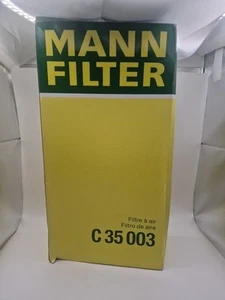 MANN
FILTER
Filtre à air
Filtro de aire
C 35 003